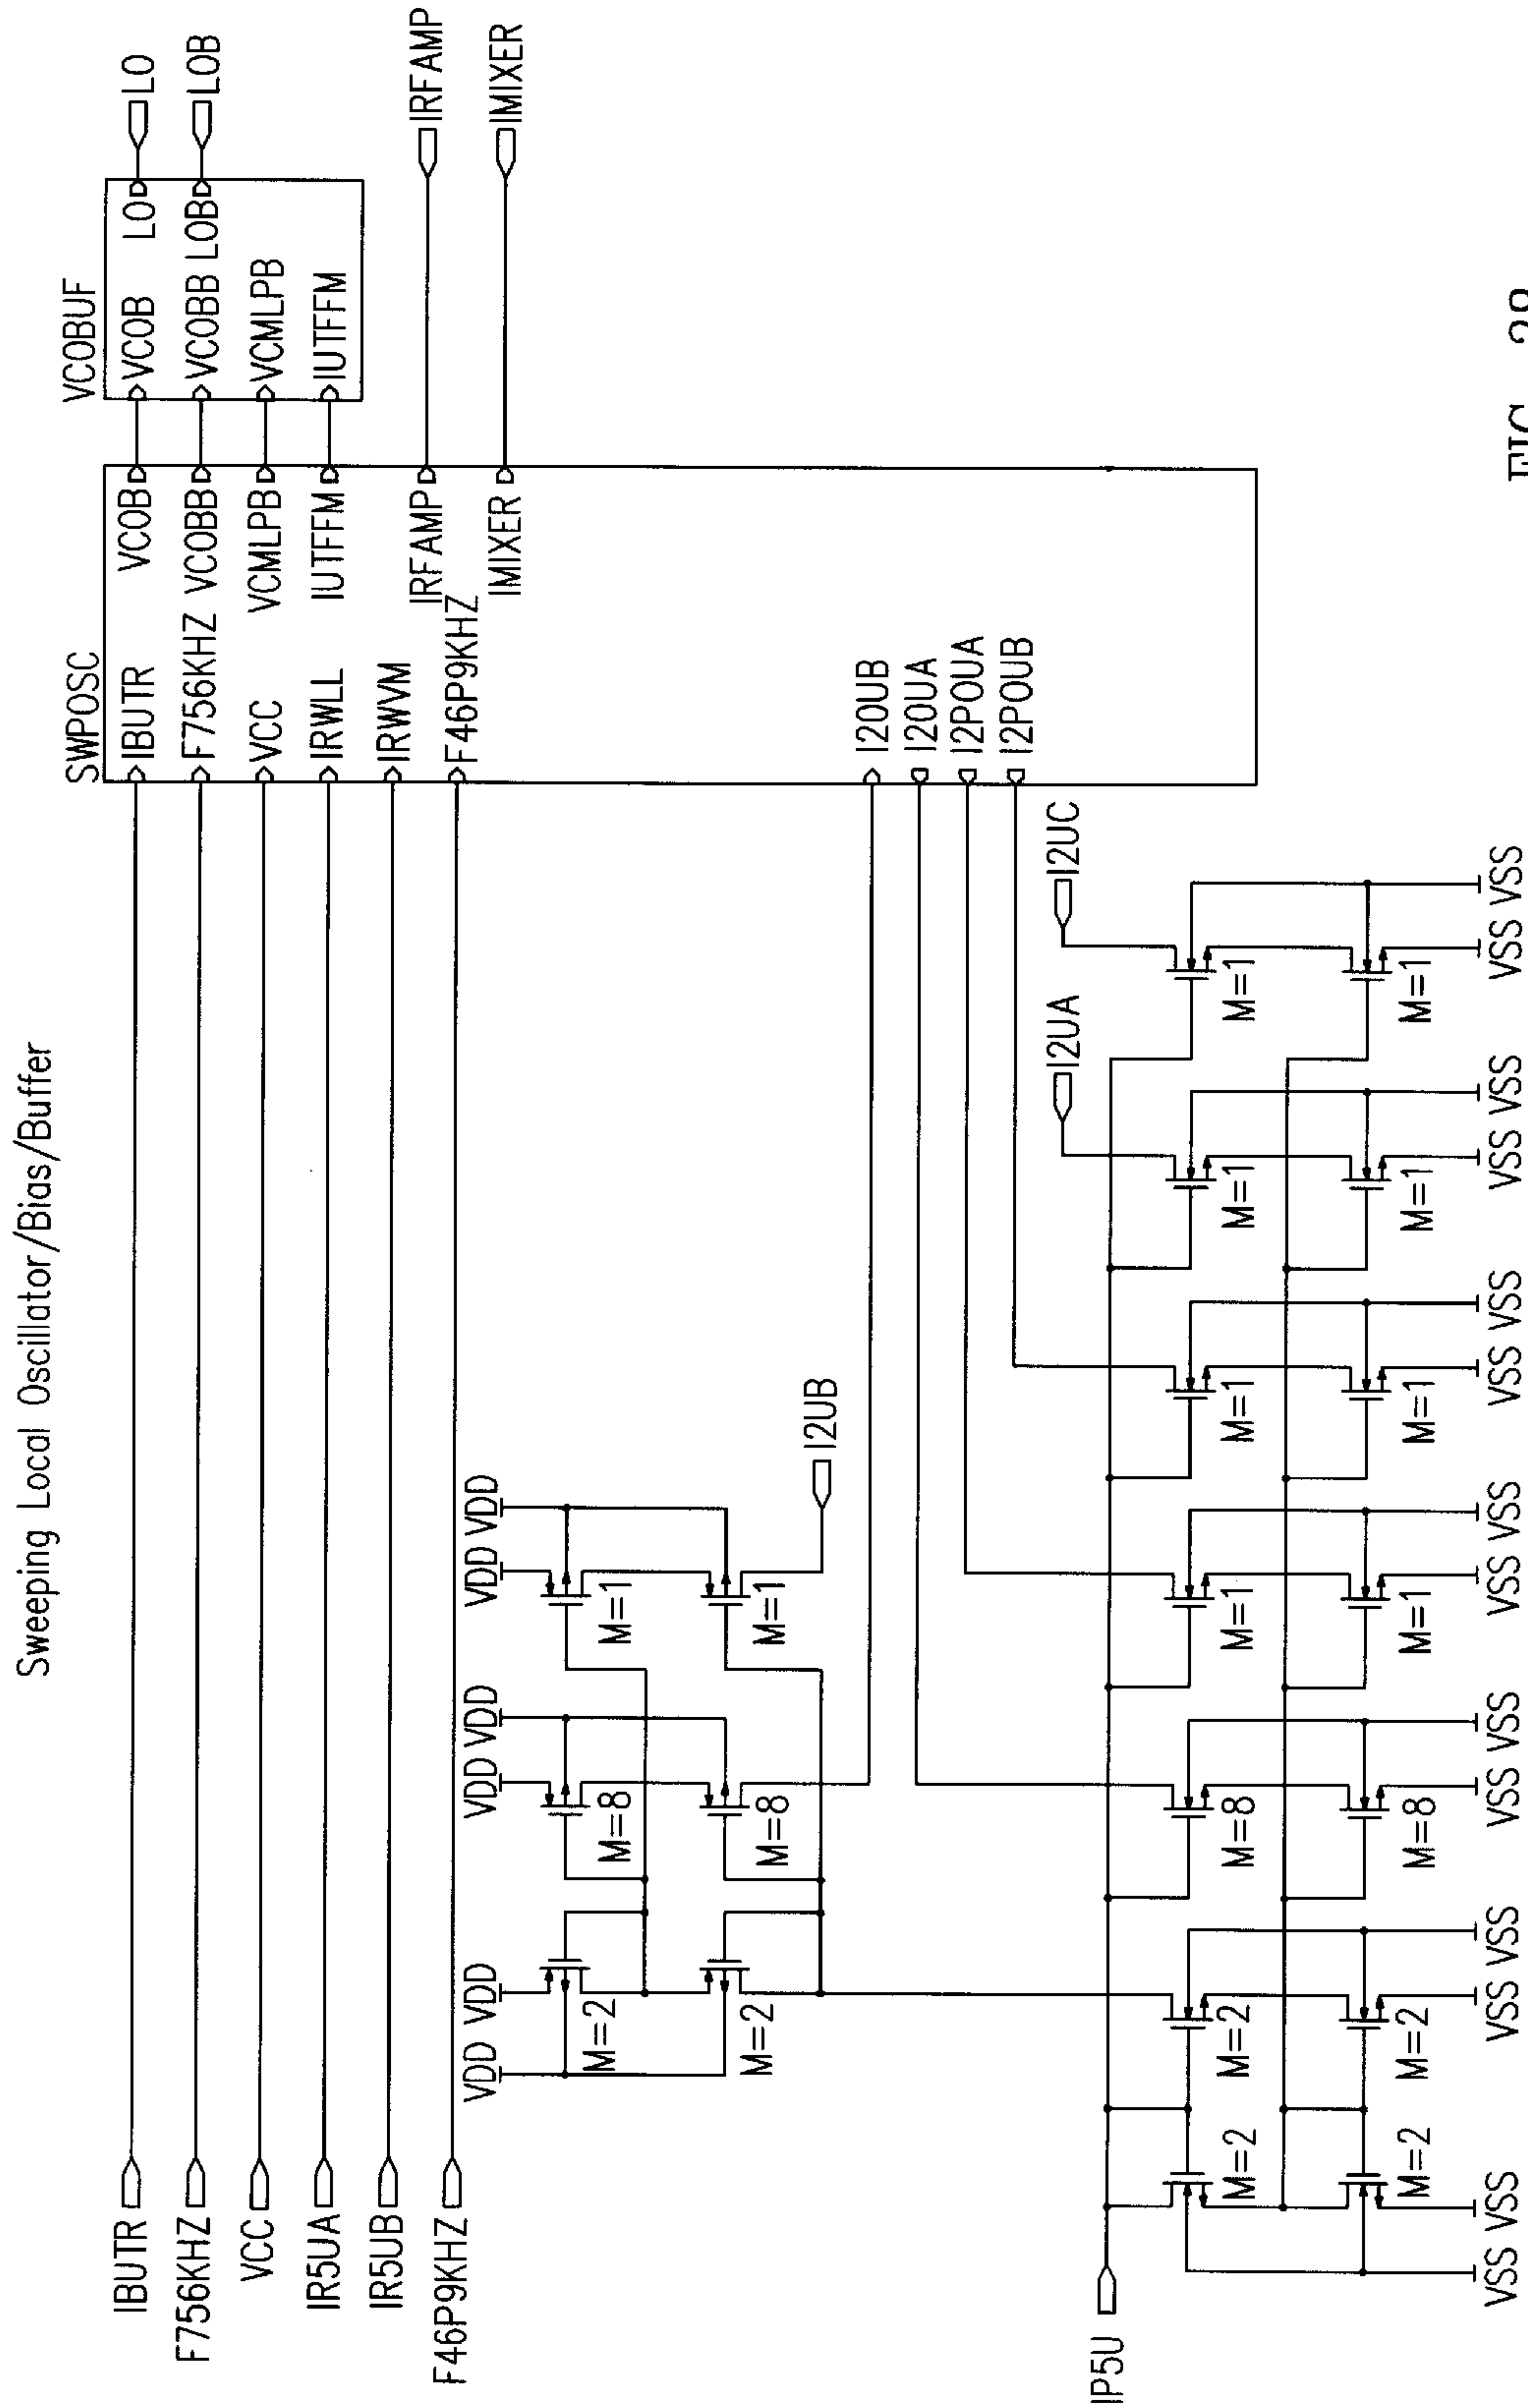 Sweeping Local Oscillator/Bias/Buffer
SWPOSC
VCOBUF
IBUTR
IBUTR
VCOB
VCOB
LO
LO
F756KHZ
F756KHZ
VCOBB
VCOBB
LOB
LOB
VCC
VCC
VCMLPB
VCMLPB
IR5UA
IRWLL
IUTFFM
IUTFFM
IR5UB
IRWVM
F46P9KHZ
F46P9KHZ
IRFAMP
IRFAMP
IMIXER
IMIXER
VDD VDD
VDD VDD
VDD VDD
M=2
M=8
M=1
M=2
M=8
M=1
I2UB
I20UB
I20UA
I2POUA
I2POUB
I2UA
I2UC
IP5U
M=2
M=2
M=8
M=1
M=1
M=1
M=1
M=2
M=2
M=8
M=1
M=1
M=1
M=1
VSS VSS
VSS VSS
VSS VSS
VSS VSS
VSS VSS
VSS VSS
VSS VSS
FIG